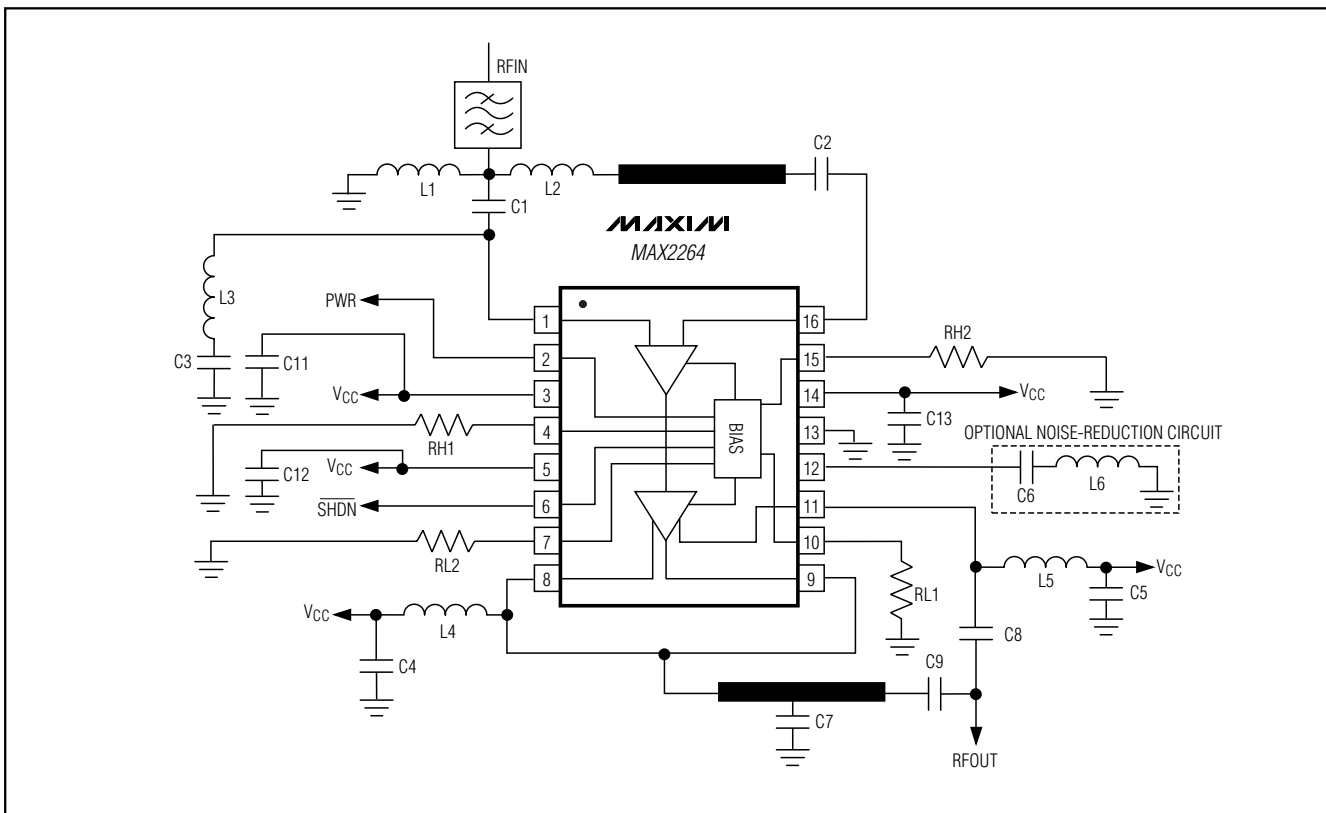 RFIN
C2
L1
L2
C1
MAXIM
MAX2264
L3
PWR
1
16
RH2
C3
C11
2
15
VCC
3
14
VCC
C13
RH1
4
13
OPTIONAL NOISE-REDUCTION CIRCUIT
BIAS
C12
VCC
5
12
C6
L6
SHDN
6
11
RL2
7
10
L5
VCC
8
9
RL1
C5
VCC
L4
C8
C4
C9
C7
RFOUT